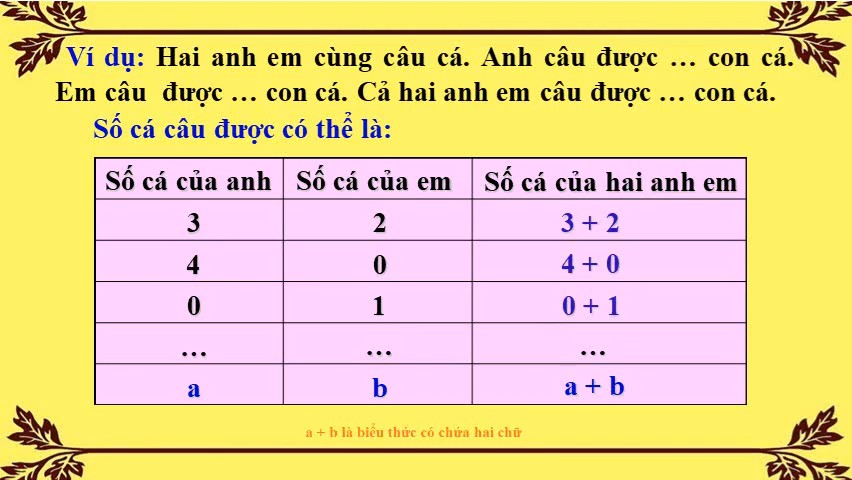 Ví dụ: Hai anh em cùng câu cá. Anh câu được … con cá.
Em câu được … con cá. Cả hai anh em câu được … con cá.
Số cá câu được có thể là:
Số cá của anh Số cá của em Số cá của hai anh em
3 2 3 + 2
4 0 4 + 0
0 1 0 + 1
… … …
a b a + b
a + b là biểu thức có chứa hai chữ